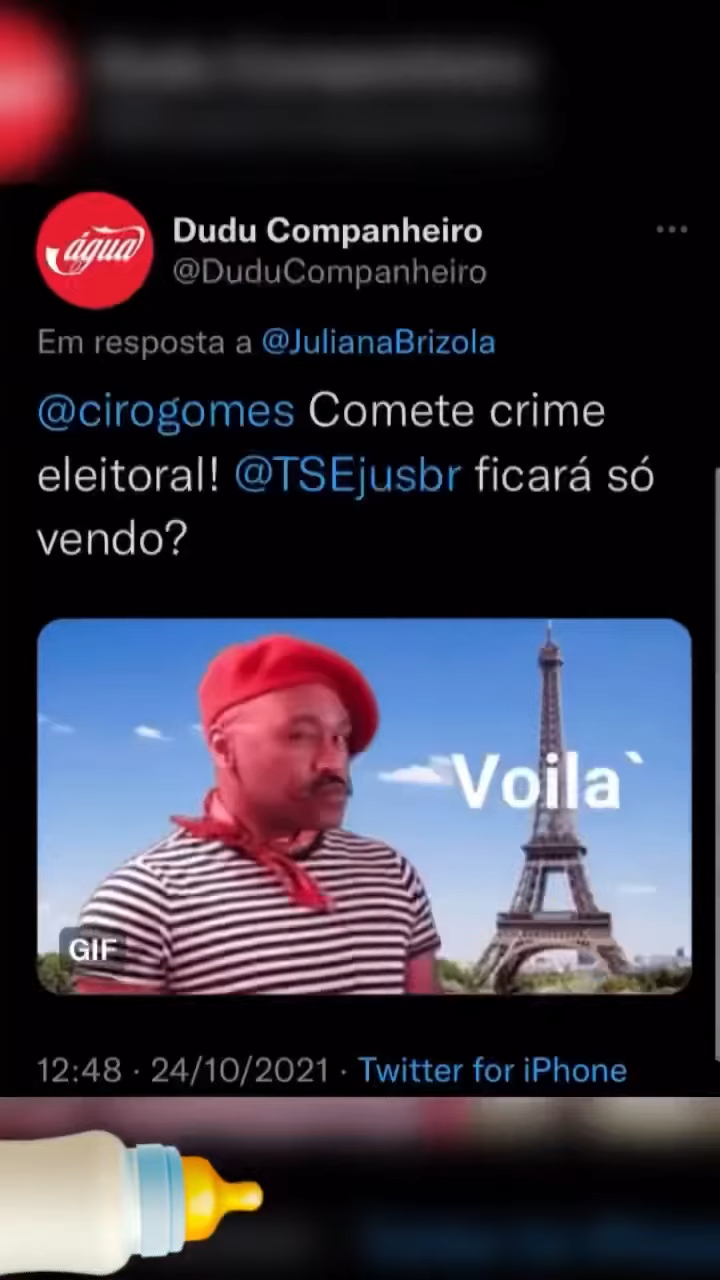 água
Dudu Companheiro
@DuduCompanheiro
Em resposta a @JulianaBrizola
@cirogomes Comete crime
eleitoral! @TSEjusbr ficará só
vendo?
Voila`
GIF
12:48 · 24/10/2021 · Twitter for iPhone